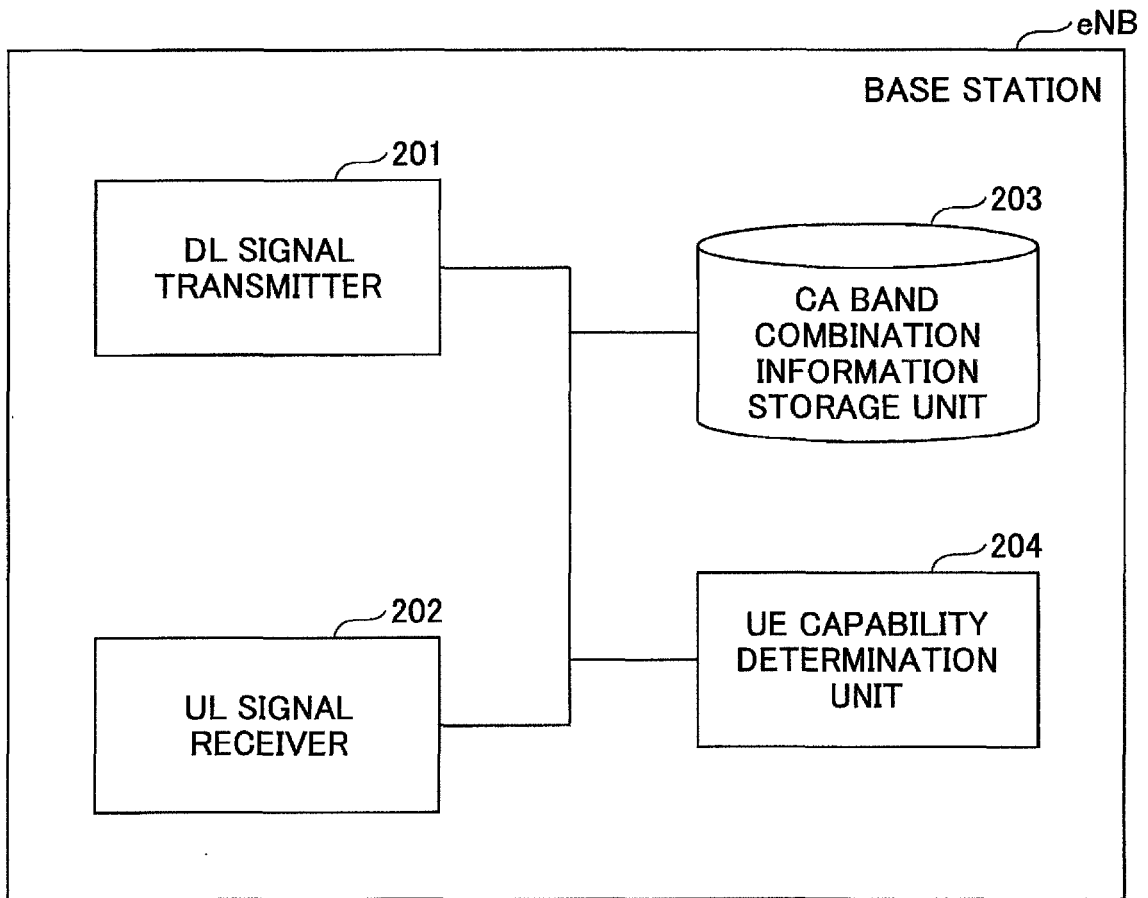 eNB
BASE STATION
201
DL SIGNAL
TRANSMITTER
203
CA BAND
COMBINATION
INFORMATION
STORAGE UNIT
202
UL SIGNAL
RECEIVER
204
UE CAPABILITY
DETERMINATION
UNIT